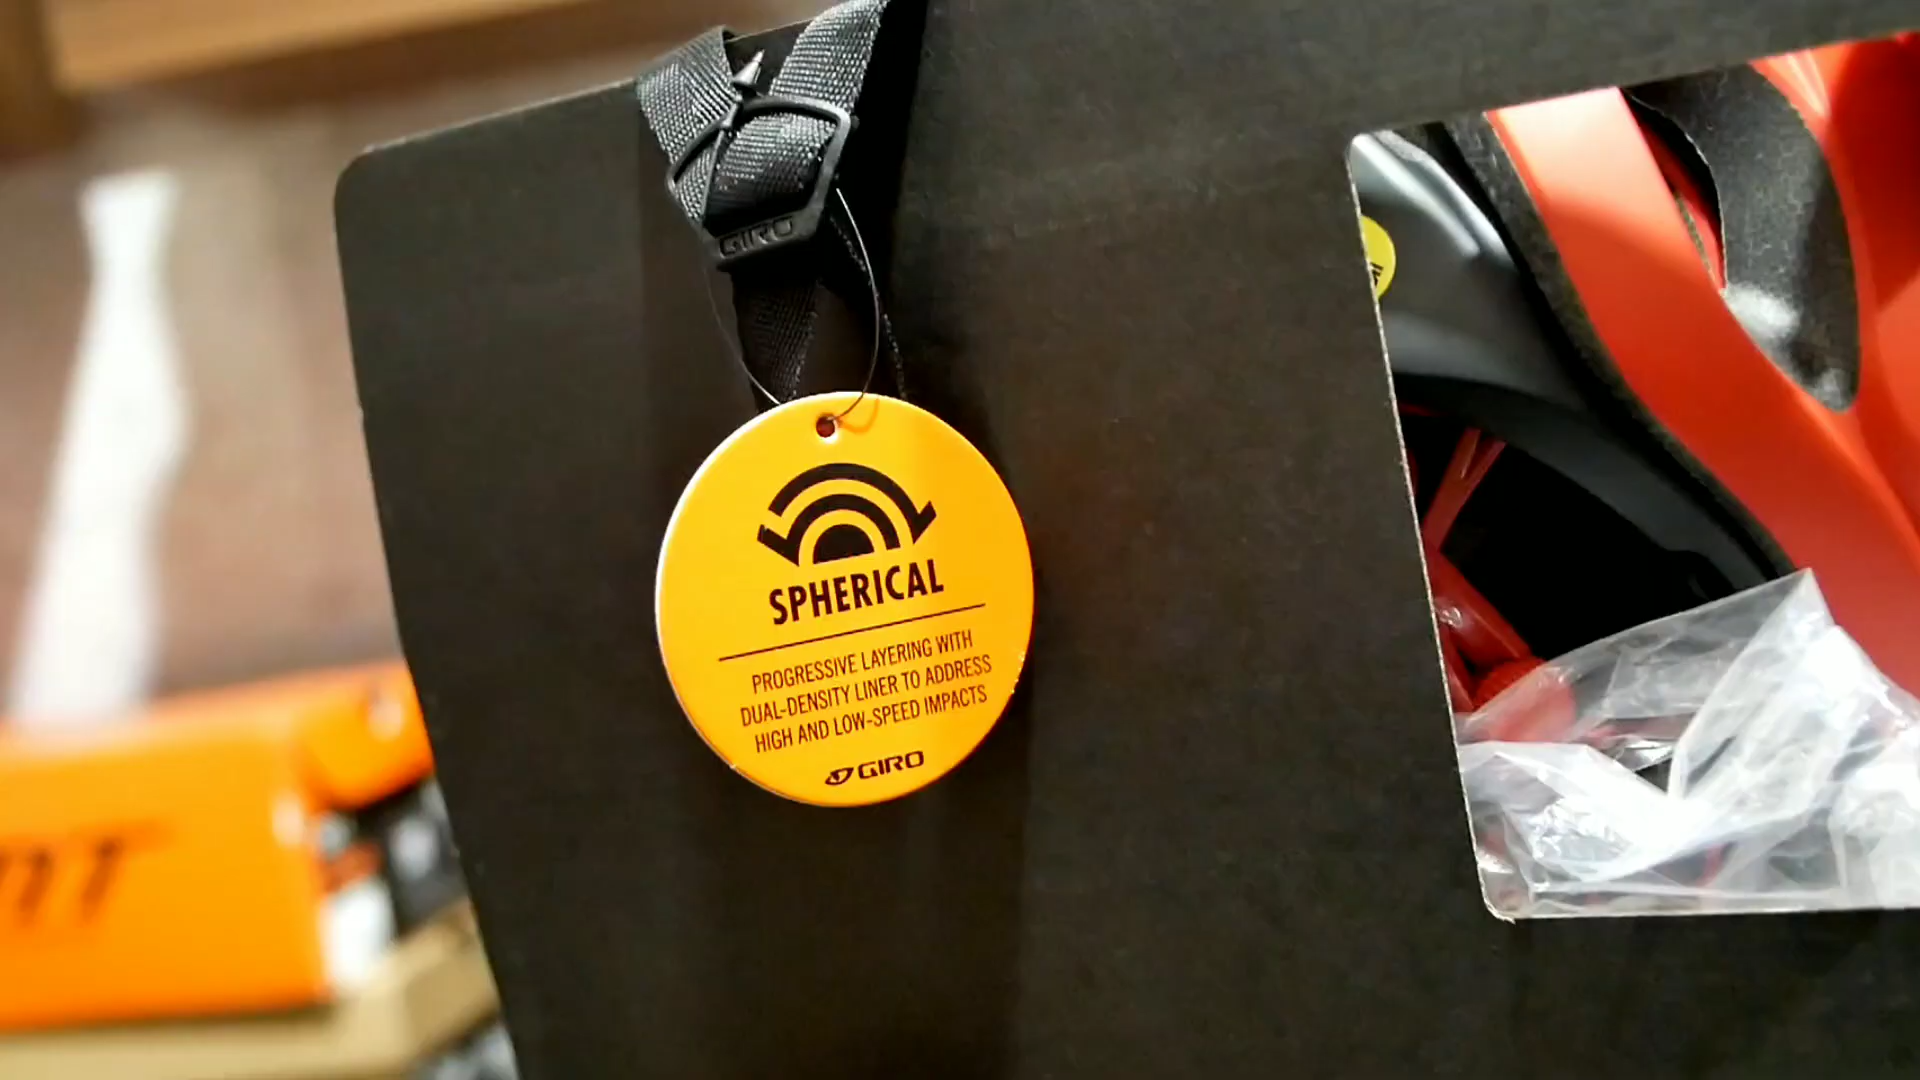 GIRO
SPHERICAL
PROGRESSIVE LAYERING WITH
DUAL-DENSITY LINER TO ADDRESS
HIGH AND LOW-SPEED IMPACTS
GIRO